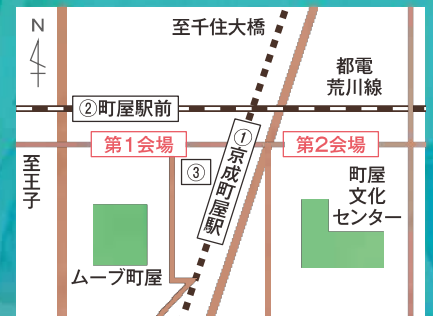 N
至千住大橋
都電
荒川線
②町屋駅前
①京成町屋駅
第1会場
第2会場
③
至王子
町屋
文化
センター
ムーブ町屋